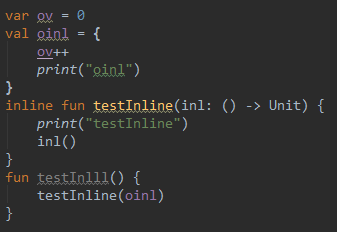 var ov = 0
val oinl = {
    ov++
    print("oinl")
}
inline fun testInline(inl: () -> Unit) {
    print("testInline")
    inl()
}
fun testInlll() {
    testInline(oinl)
}